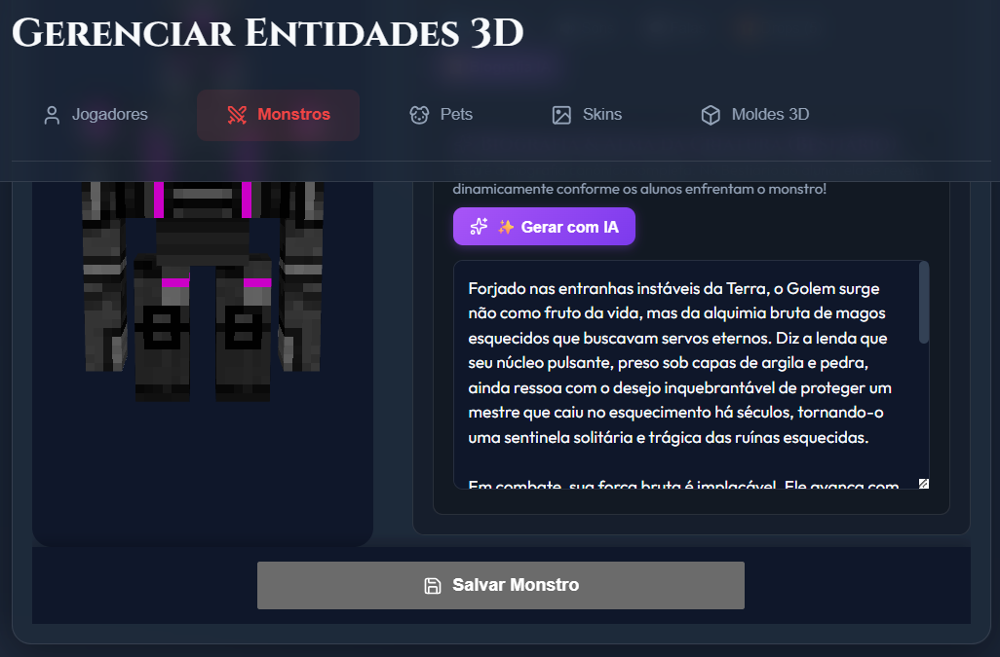 Gerenciar Entidades 3D
Jogadores
Monstros
Pets
Skins
Moldes 3D
dinamicamente conforme os alunos enfrentam o monstro!
✨ Gerar com IA
Forjado nas entranhas instáveis da Terra, o Golem surge
não como fruto da vida, mas da alquimia bruta de magos
esquecidos que buscavam servos eternos. Diz a lenda que
seu núcleo pulsante, preso sob capas de argila e pedra,
ainda ressoa com o desejo inquebrantável de proteger um
mestre que caiu no esquecimento há séculos, tornando-o
uma sentinela solitária e trágica das ruínas esquecidas.
Em combate, sua força bruta é implacável. Ele avança com
Salvar Monstro